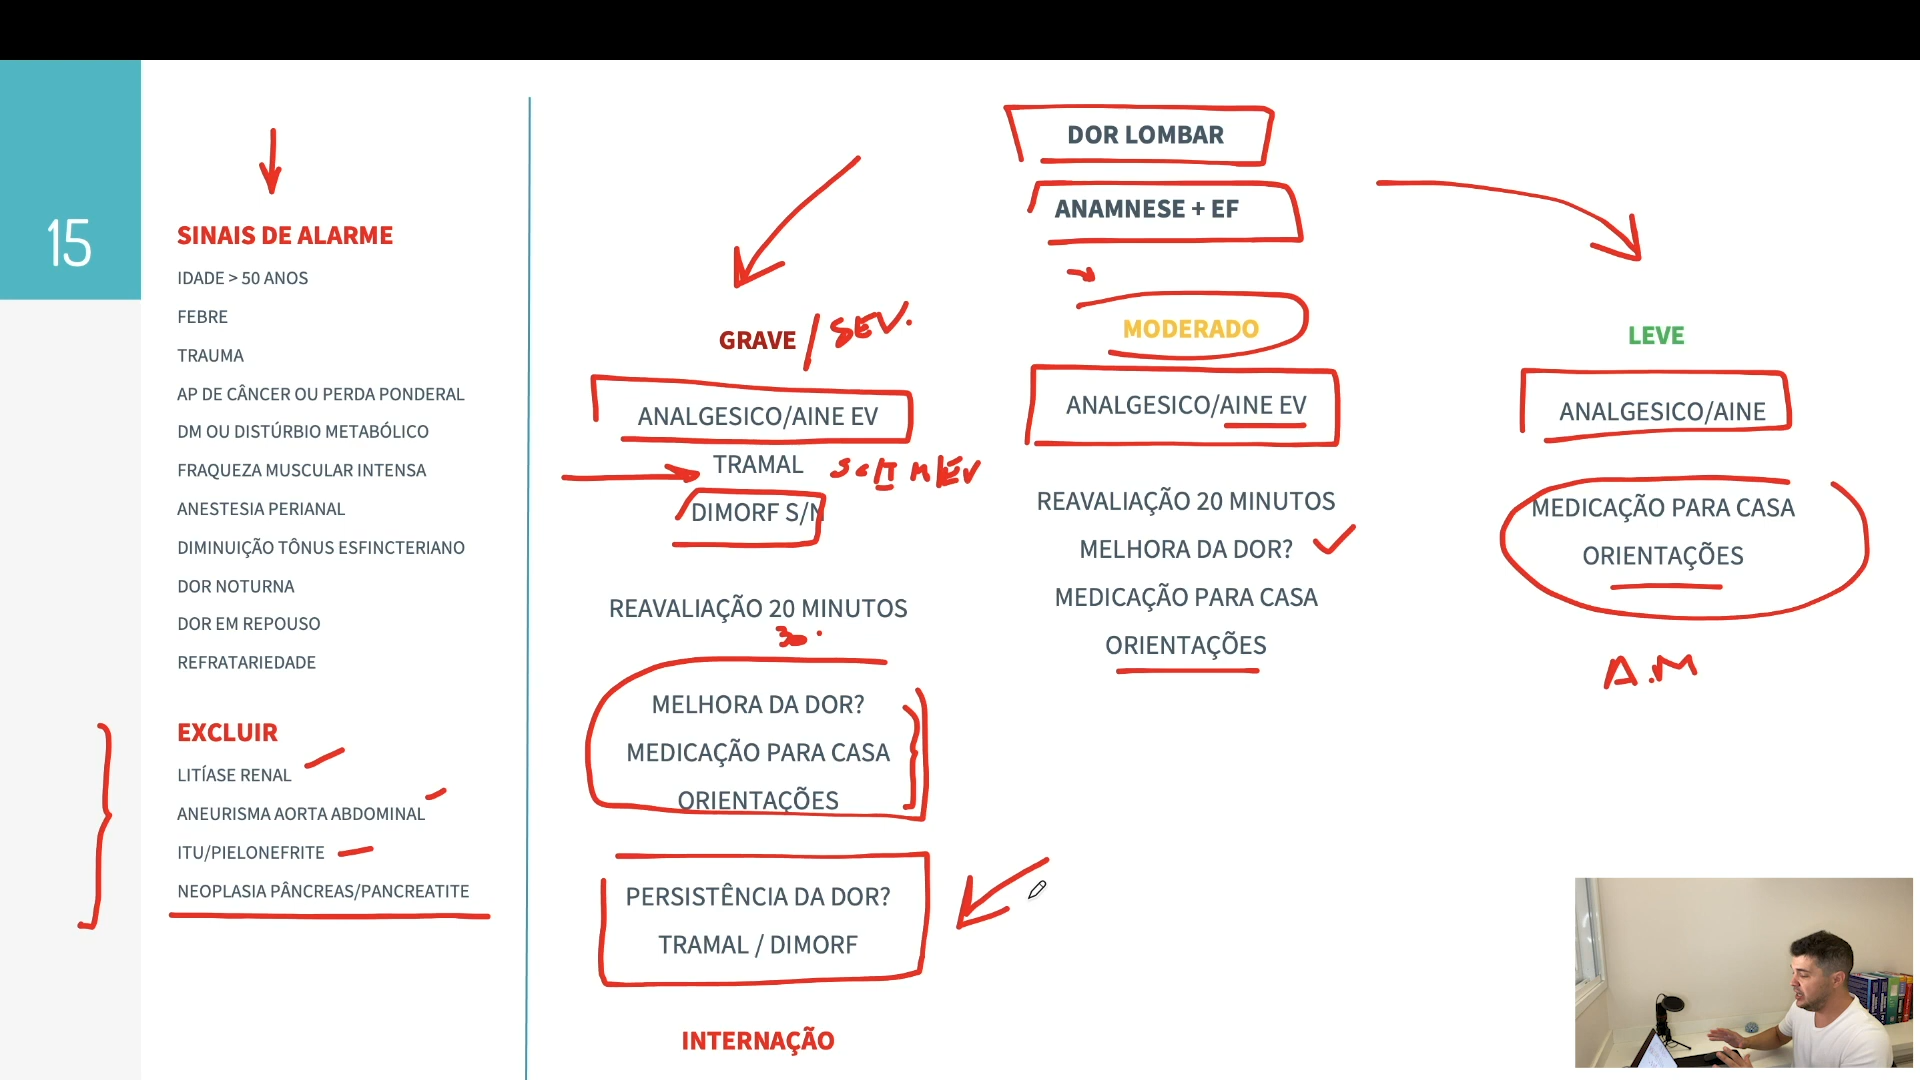 15
SINAIS DE ALARME
IDADE > 50 ANOS
FEBRE
TRAUMA
AP DE CÂNCER OU PERDA PONDERAL
DM OU DISTÚRBIO METABÓLICO
FRAQUEZA MUSCULAR INTENSA
ANESTESIA PERIANAL
DIMINUIÇÃO TÔNUS ESFINCTERIANO
DOR NOTURNA
DOR EM REPOUSO
REFRATARIEDADE
EXCLUIR
LITÍASE RENAL
ANEURISMA AORTA ABDOMINAL
ITU/PIELONEFRITE
NEOPLASIA PÂNCREAS/PANCREATITE
DOR LOMBAR
ANAMNESE + EF
GRAVE / SEV.
ANALGESICO/AINE EV
TRAMAL
DIMORF S/N
REAVALIAÇÃO 20 MINUTOS
30
MELHORA DA DOR?
MEDICAÇÃO PARA CASA
ORIENTAÇÕES
PERSISTÊNCIA DA DOR?
TRAMAL / DIMORF
INTERNAÇÃO
MODERADO
ANALGESICO/AINE EV
REAVALIAÇÃO 20 MINUTOS
MELHORA DA DOR?
MEDICAÇÃO PARA CASA
ORIENTAÇÕES
LEVE
ANALGESICO/AINE
MEDICAÇÃO PARA CASA
ORIENTAÇÕES
A.M